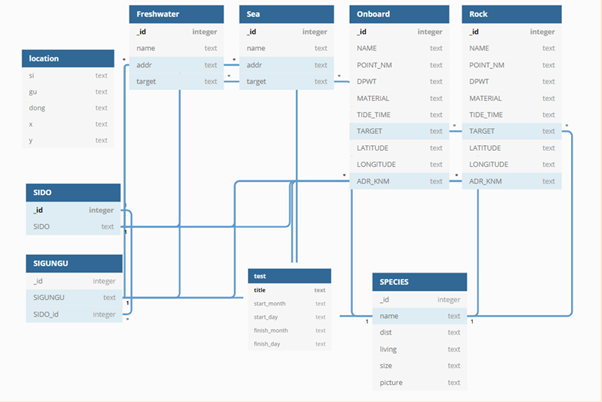 Freshwater
_id integer
name text
addr text
target text
Sea
_id integer
name text
addr text
target text
Onboard
_id integer
NAME text
POINT_NM text
DPWT text
MATERIAL text
TIDE_TIME text
TARGET text
LATITUDE text
LONGITUDE text
ADR_KNM text
Rock
_id integer
NAME text
POINT_NM text
DPWT text
MATERIAL text
TIDE_TIME text
TARGET text
LATITUDE text
LONGITUDE text
ADR_KNM text
location
si text
gu text
dong text
x text
y text
SIDO
_id integer
SIDO text
SIGUNGU
_id integer
SIGUNGU text
SIDO_id integer
test
title text
start_month text
start_day text
finish_month text
finish_day text
SPECIES
_id integer
name text
dist text
living text
size text
picture text
* * * * * * * *
1 1 1
*